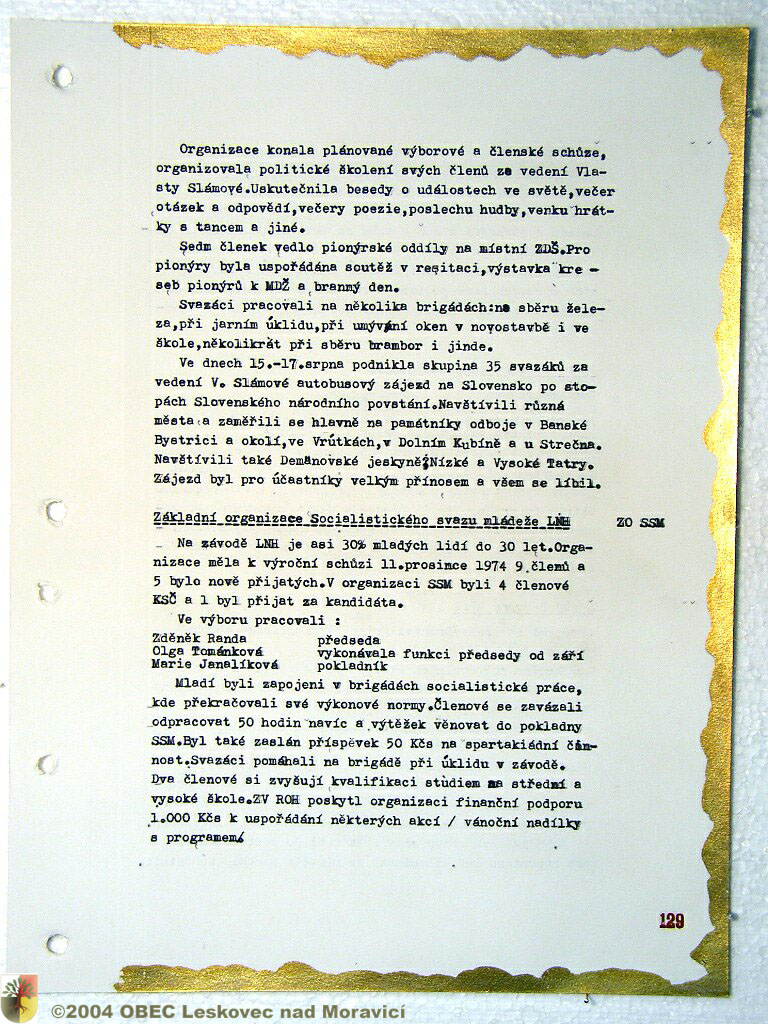 Organizace konala plánované výborové a členské schůze,
organizovala politické školení svých členů za vedení Vla-
sty Slámové.Uskutečnila besedy o událostech ve světě,večer
otázek a odpovědí,večery poezie,poslechu hudby,venku hrát-
ky s tancem a jiné.
Sedm členek vedlo pionýrské oddíly na místní ZDŠ.Pro
pionýry byla uspořádána soutěž v resitaci,výstavka kre -
seb pionýrů k MDŽ a branný den.
Svazáci pracovali na několika brigádách:na sběru žele-
za,při jarním úklidu,při umývání oken v novostavbě i ve
škole,několikrát při sběru brambor i jinde.
Ve dnech 15.-17.srpna podnikla skupina 35 svazáků za
vedení V. Slámové autobusový zájezd na Slovensko po sto-
pách Slovenského národního povstání.Navštívili různá
města a zaměřili se hlavně na památníky odboje v Banské
Bystrici a okolí,ve Vrútkách,v Dolním Kubíně a u Strečna.
Navštívili také Demänovské jeskyně,Nízké a Vysoké Tatry.
Zájezd byl pro účastníky velkým přínosem a všem se líbil.
Základní organizace Socialistického svazu mládeže LNH ZO SSM
Na závodě LNH je asi 30% mladých lidí do 30 let.Orga-
nizace měla k výroční schůzi 11.prosince 1974 9 členů a
5 bylo nově přijatých.V organizaci SSM byli 4 členové
KSČ a 1 byl přijat za kandidáta.
Ve výboru pracovali :
Zděněk Randa předseda
Olga Tománková vykonávala funkci předsedy od září
Marie Janalíková pokladník
Mladí byli zapojeni v brigádách socialistické práce,
kde překračovali své výkonové normy.Členové se zavázali
odpracovat 50 hodin navíc a výtěžek věnovat do pokladny
SSM.Byl také zaslán příspěvek 50 Kčs na spartakiádní čin-
nost.Svazáci pomáhali na brigádě při úklidu v závodě.
Dva členové si zvyšují kvalifikaci studiem na střední a
vysoké škole.ZV ROH poskytl organizaci finanční podporu
1.000 Kčs k uspořádání některých akcí / vánoční nadílky
s programem/
129
©2004 OBEC Leskovec nad Moravicí